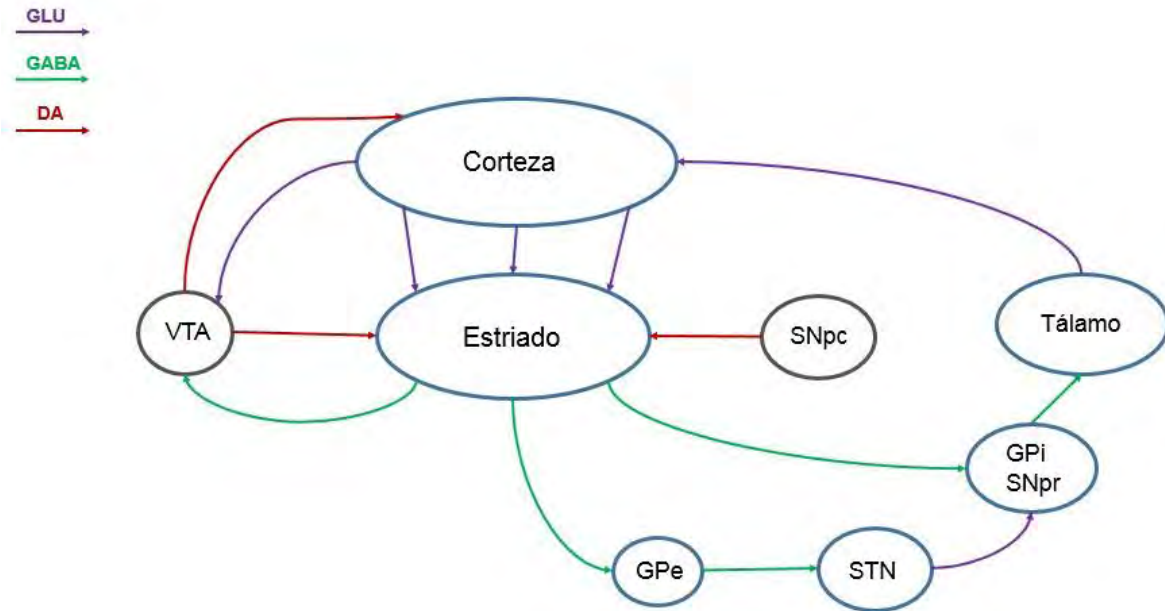 GLU
GABA
DA
Corteza
VTA
Estriado
SNpc
Tálamo
GPi
SNpr
GPe
STN